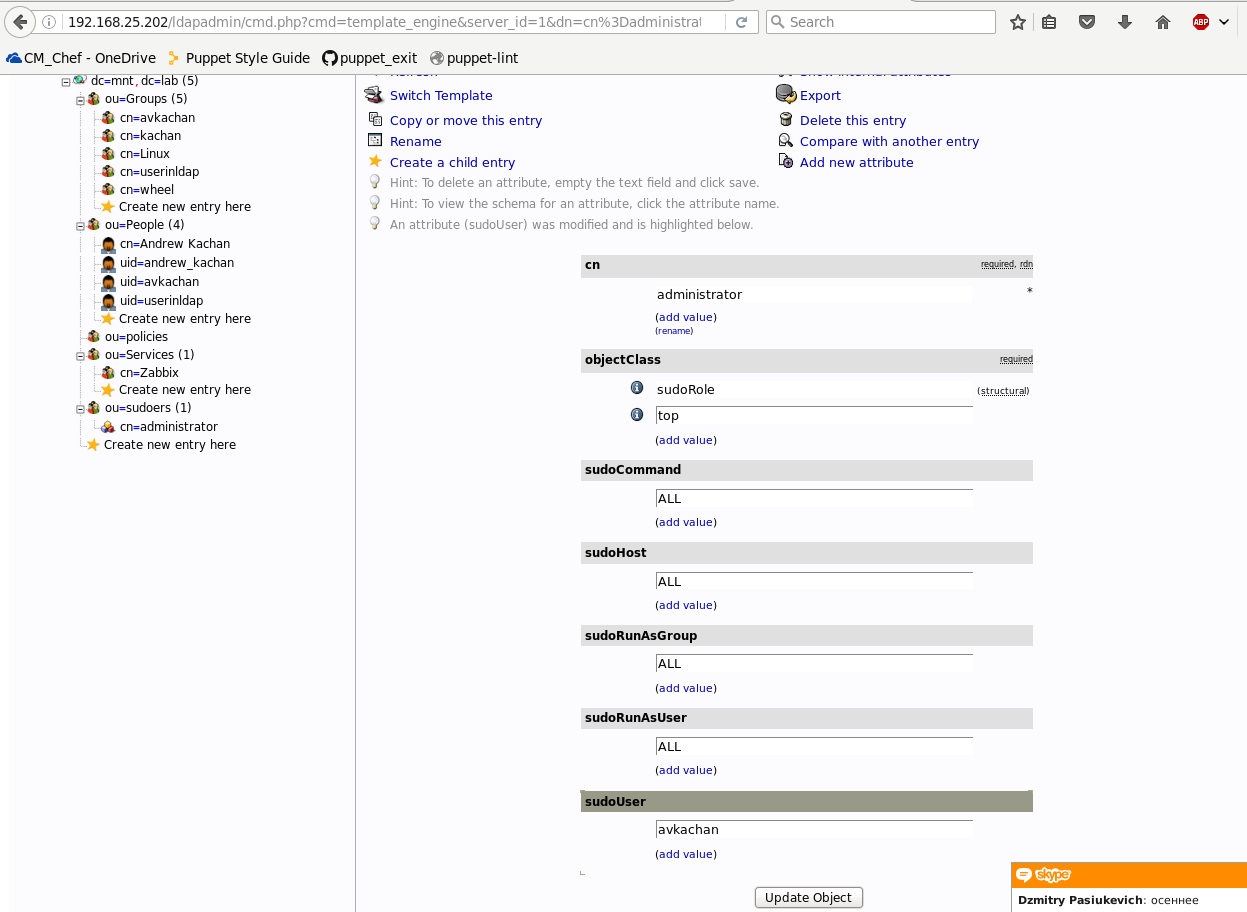 192.168.25.202/ldapadmin/cmd.php?cmd=template_engine&server_id=1&dn=cn%3Dadministrat
Search
ABP
CM_Chef - OneDrive
Puppet Style Guide
puppet_exit
puppet-lint
dc=mnt,dc=lab (5)
ou=Groups (5)
cn=avkachan
cn=kachan
cn=Linux
cn=userinldap
cn=wheel
Create new entry here
ou=People (4)
cn=Andrew Kachan
uid=andrew_kachan
uid=avkachan
uid=userinldap
Create new entry here
ou=policies
ou=Services (1)
cn=Zabbix
Create new entry here
ou=sudoers (1)
cn=administrator
Create new entry here
Refresh
Show internal attributes
Switch Template
Export
Copy or move this entry
Delete this entry
Rename
Compare with another entry
Create a child entry
Add new attribute
Hint: To delete an attribute, empty the text field and click save.
Hint: To view the schema for an attribute, click the attribute name.
An attribute (sudoUser) was modified and is highlighted below.
cn required, rdn
administrator *
(add value)
(rename)
objectClass required
sudoRole (structural)
top
(add value)
sudoCommand
ALL
(add value)
sudoHost
ALL
(add value)
sudoRunAsGroup
ALL
(add value)
sudoRunAsUser
ALL
(add value)
sudoUser
avkachan
(add value)
Update Object
skype
Dzmitry Pasiukevich: осеннее